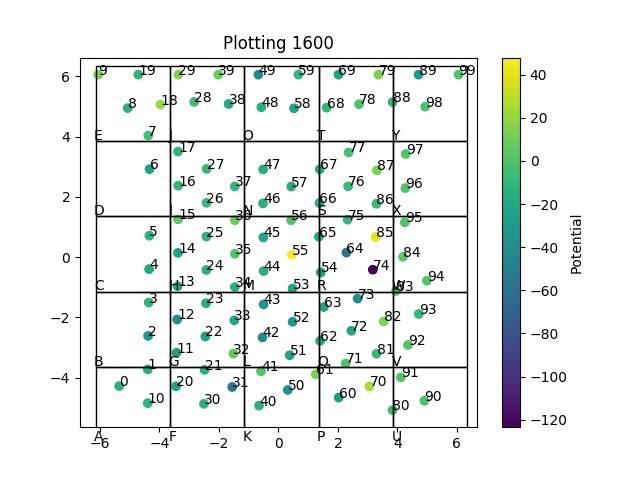 Plotting 1600
9 19 29 39 49 59 69 79 89 99
8 18 28 38 48 58 68 78 88 98
7
E J O T Y
17 77 97
6 27 47 67 87
16 37 57 76 96
26 46 66 86
D I N S X
15 36 56 75 95
5 25 45 65 85
14 35 55 64 84
4 24 44 54 74
13 34 53 83 94
C H M R W
3 23 43 63 73
12 33 52 82 93
2 22 42 62 72 92
11 32 51 81
B G L Q V
1 21 41 61 71 91
0 20 31 50 70
10 30 40 60 80 90
A F K P U
−6 −4 −2 0 2 4 6
6
4
2
0
−2
−4
40
20
0
−20
−40
−60
−80
−100
−120
Potential